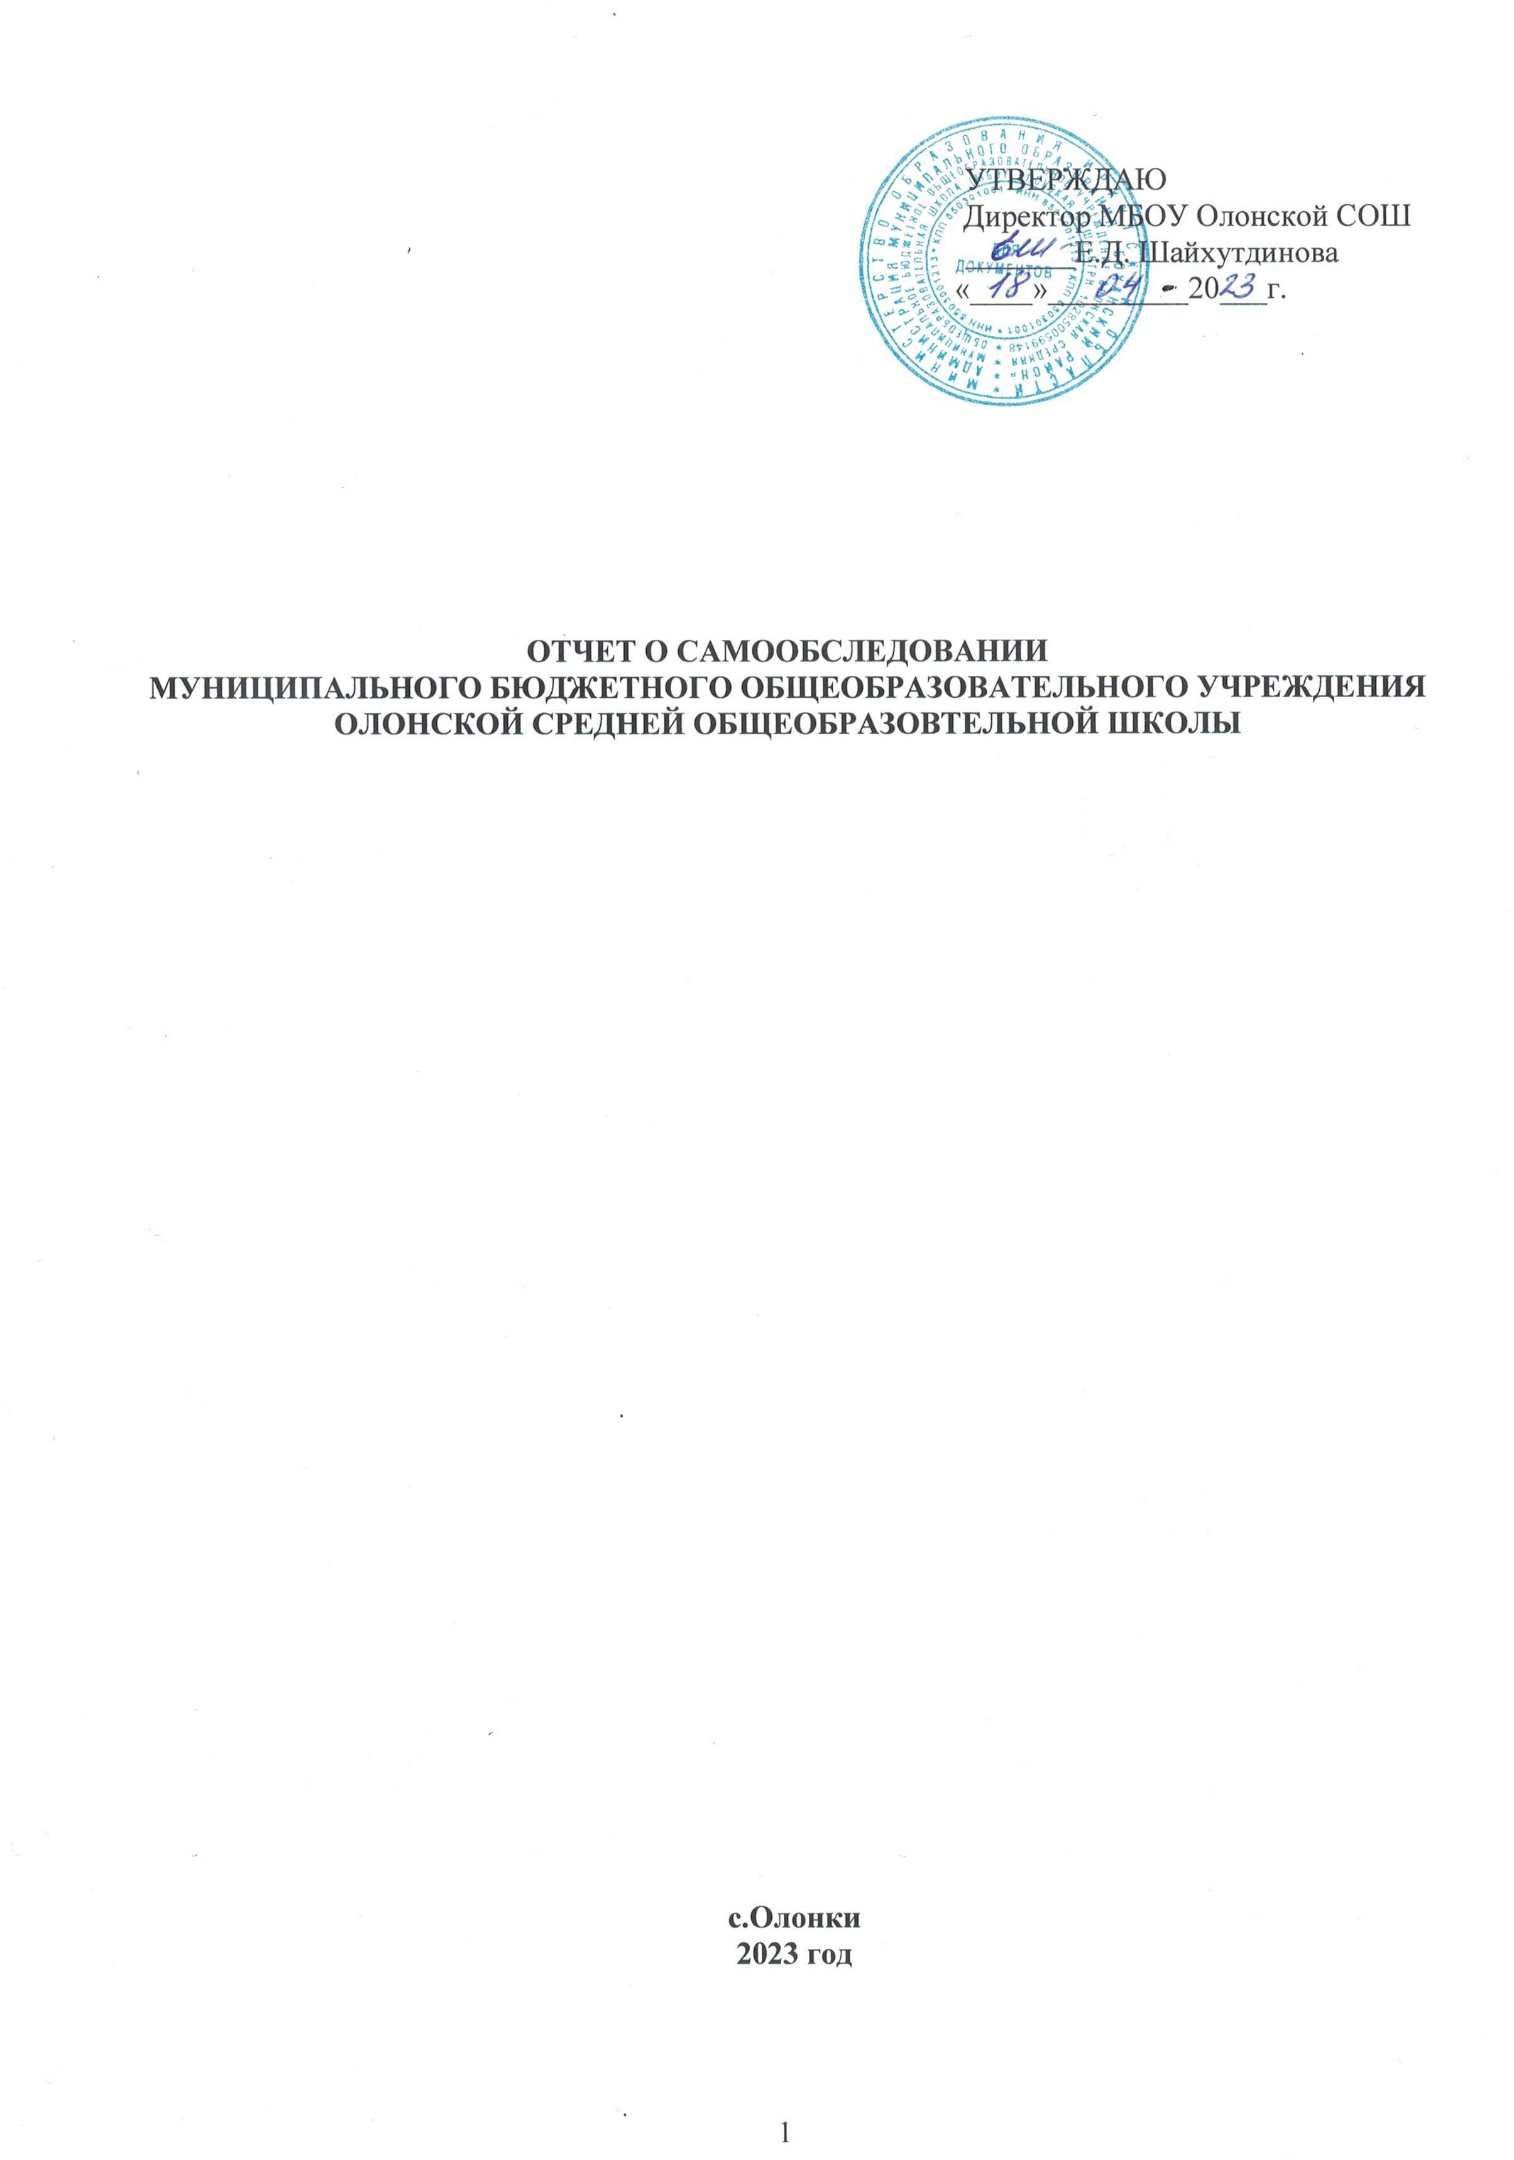 УТВЕРЖДАЮ
Директор МБОУ Олонской СОШ
Е.Д. Шайхутдинова
«18» 04 - 2023 г.
ДОКУМЕНТОВ
ОТЧЕТ О САМООБСЛЕДОВАНИИ
МУНИЦИПАЛЬНОГО БЮДЖЕТНОГО ОБЩЕОБРАЗОВАТЕЛЬНОГО УЧРЕЖДЕНИЯ
ОЛОНСКОЙ СРЕДНЕЙ ОБЩЕОБРАЗОВТЕЛЬНОЙ ШКОЛЫ
с.Олонки
2023 год
1